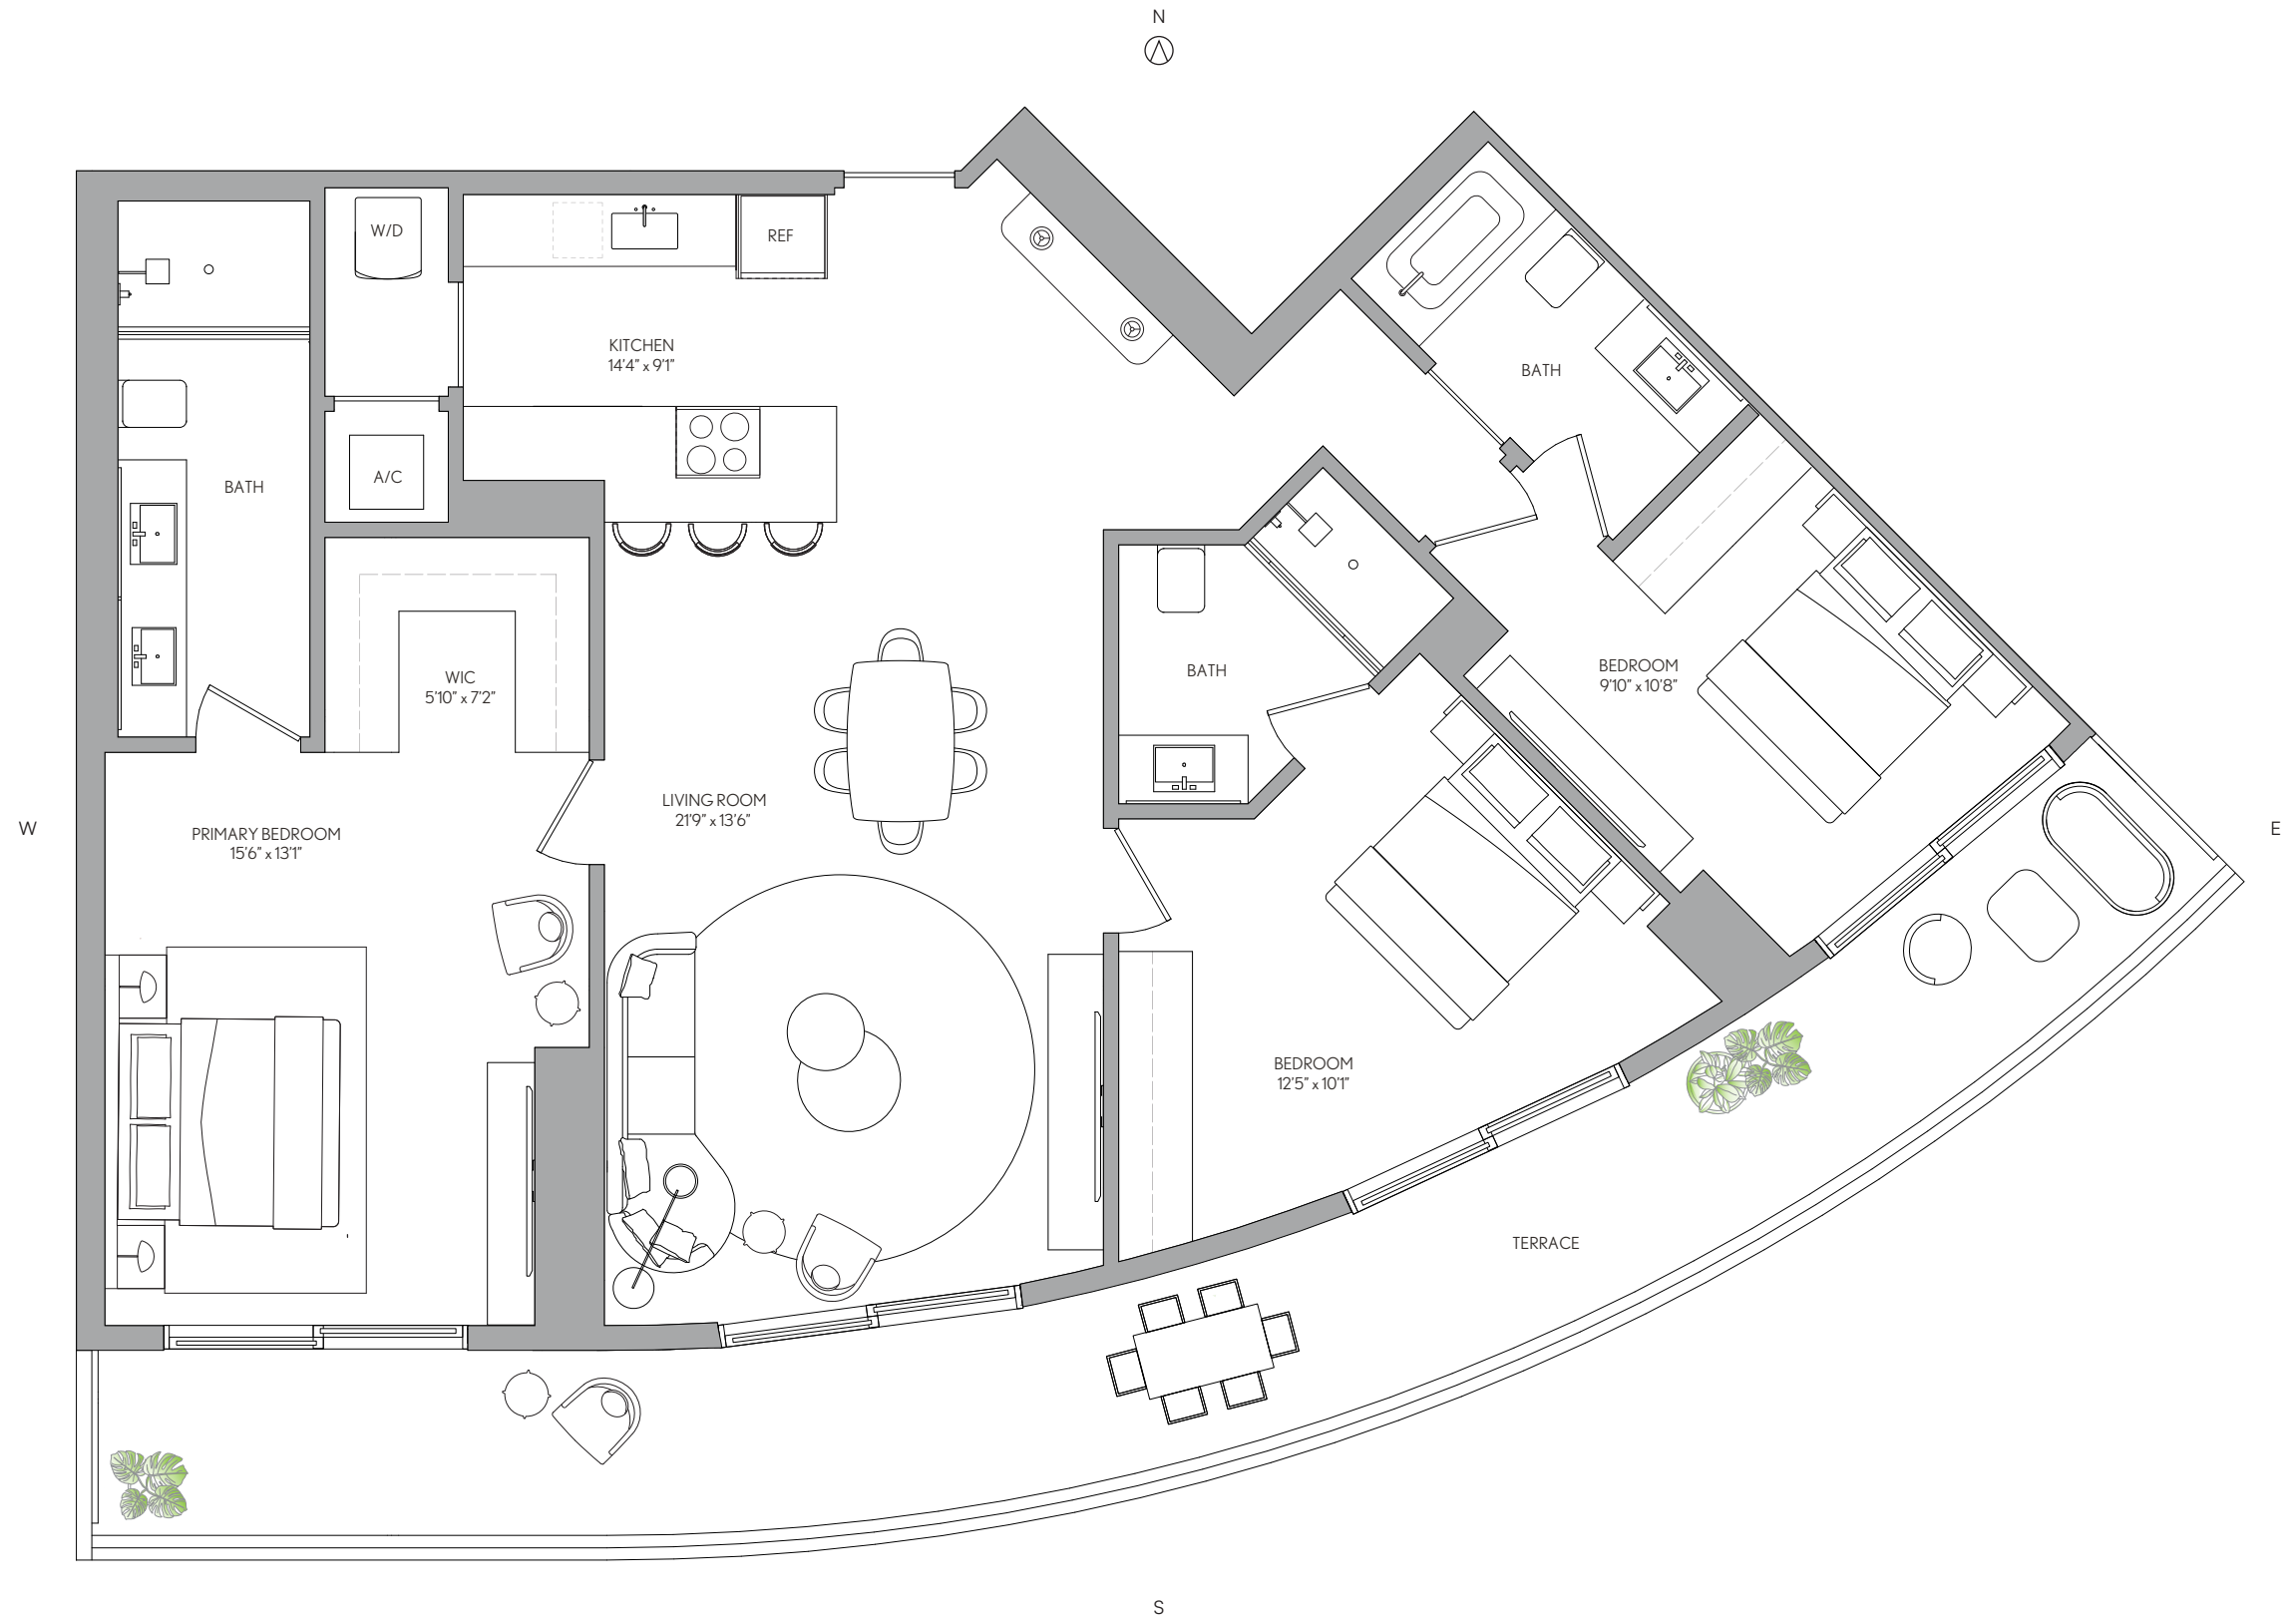 N
W/D
REF
KITCHEN
14'4" x 9'1"
BATH
A/C
BATH
WIC
5'10" x 7'2"
BATH
BEDROOM
9'10" x 10'8"
LIVING ROOM
21'9" x 13'6"
PRIMARY BEDROOM
15'6" x 13'1"
W
E
BEDROOM
12'5" x 10'1"
TERRACE
S